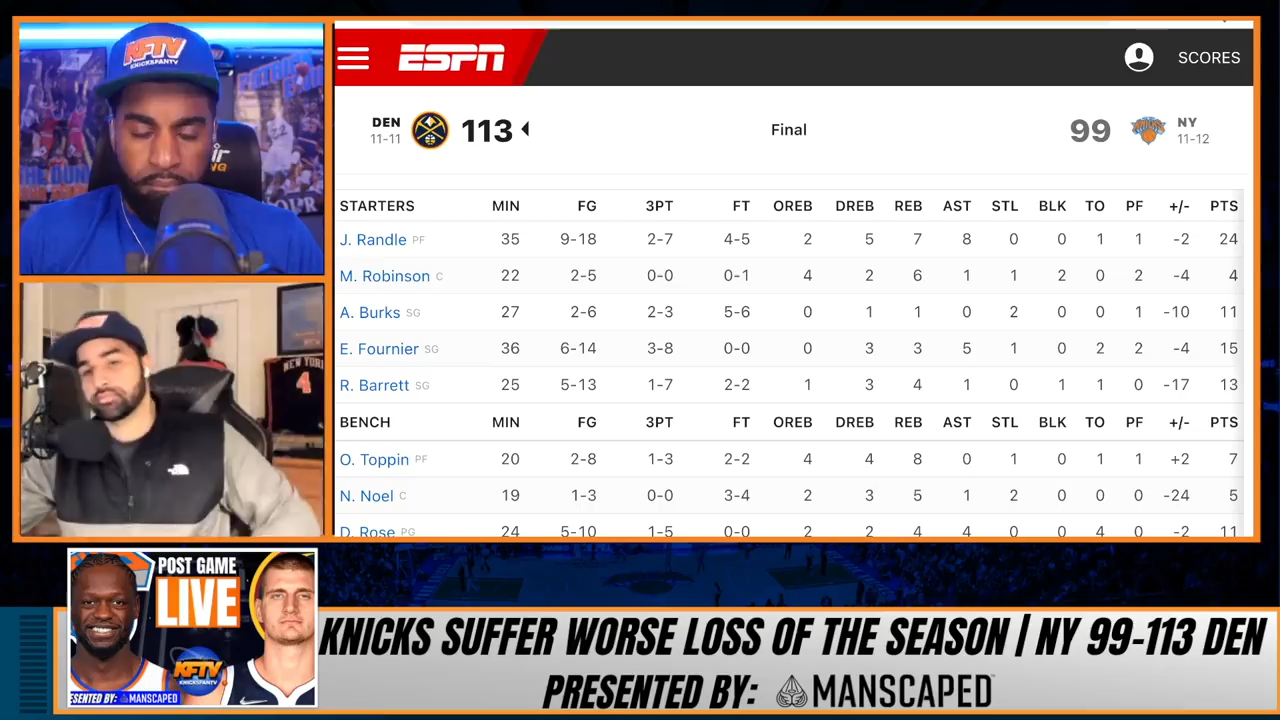 KFTV
KNICKSFANTV
ESPN
SCORES
DEN
11-11
113
Final
99
NY
11-12
STARTERS MIN FG 3PT FT OREB DREB REB AST STL BLK TO PF +/- PTS
J. Randle PF 35 9-18 2-7 4-5 2 5 7 8 0 0 1 1 -2 24
M. Robinson C 22 2-5 0-0 0-1 4 2 6 1 1 2 0 2 -4 4
A. Burks SG 27 2-6 2-3 5-6 0 1 1 0 2 0 0 1 -10 11
E. Fournier SG 36 6-14 3-8 0-0 0 3 3 5 1 0 2 2 -4 15
R. Barrett SG 25 5-13 1-7 2-2 1 3 4 1 0 1 1 0 -17 13
BENCH MIN FG 3PT FT OREB DREB REB AST STL BLK TO PF +/- PTS
O. Toppin PF 20 2-8 1-3 2-2 4 4 8 0 1 0 1 1 +2 7
N. Noel C 19 1-3 0-0 3-4 2 3 5 1 2 0 0 0 -24 5
D. Rose PG 24 5-10 1-5 0-0 2 2 4 4 0 0 4 0 -2 11
NEW YORK
4
POST GAME
LIVE
KFTV
KNICKSFANTV
ESENTED BY: MANSCAPED
KNICKS SUFFER WORSE LOSS OF THE SEASON | NY 99-113 DEN
PRESENTED BY: MANSCAPED